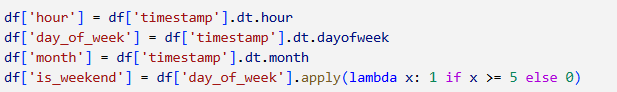 df['hour'] = df['timestamp'].dt.hour
df['day_of_week'] = df['timestamp'].dt.dayofweek
df['month'] = df['timestamp'].dt.month
df['is_weekend'] = df['day_of_week'].apply(lambda x: 1 if x >= 5 else 0)